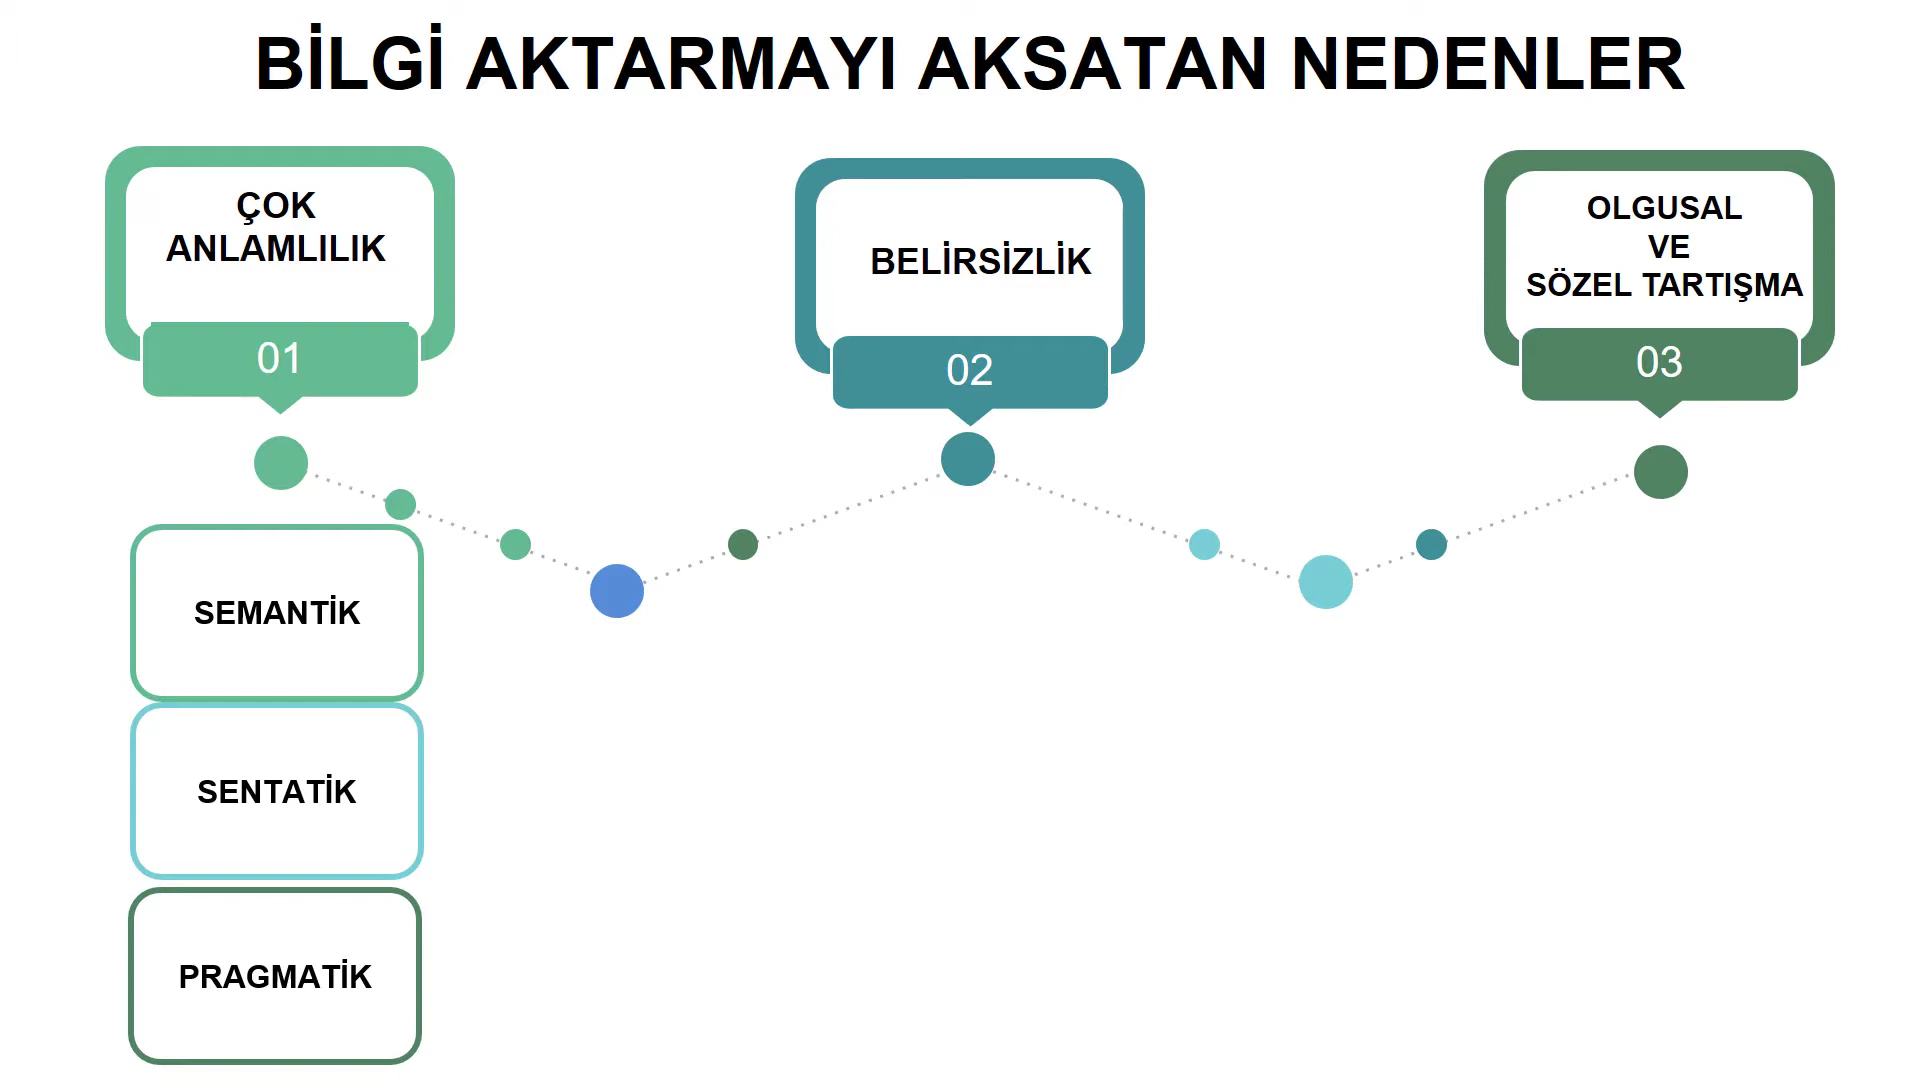 BİLGİ AKTARMAYI AKSATAN NEDENLER
ÇOK
ANLAMLILIK
01
BELİRSİZLİK
02
OLGUSAL
VE
SÖZEL TARTIŞMA
03
SEMANTİK
SENTATİK
PRAGMATİK